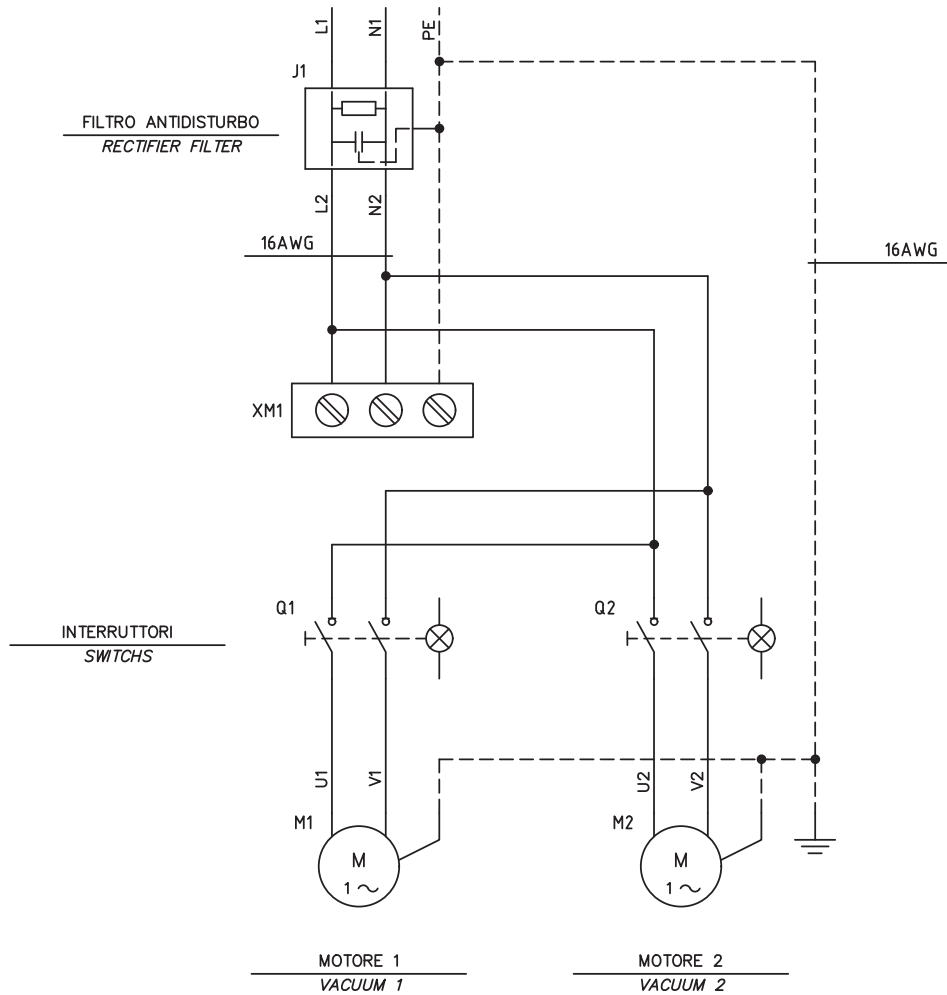 L1
N1
PE
J1
FILTRO ANTIDISTURBO
RECTIFIER FILTER
L2
N2
16AWG
16AWG
XM1
Q1
Q2
INTERRUTTORI
SWITCHS
U1
V1
U2
V2
M1
M2
M
1 ~
M
1 ~
MOTORE 1
VACUUM 1
MOTORE 2
VACUUM 2